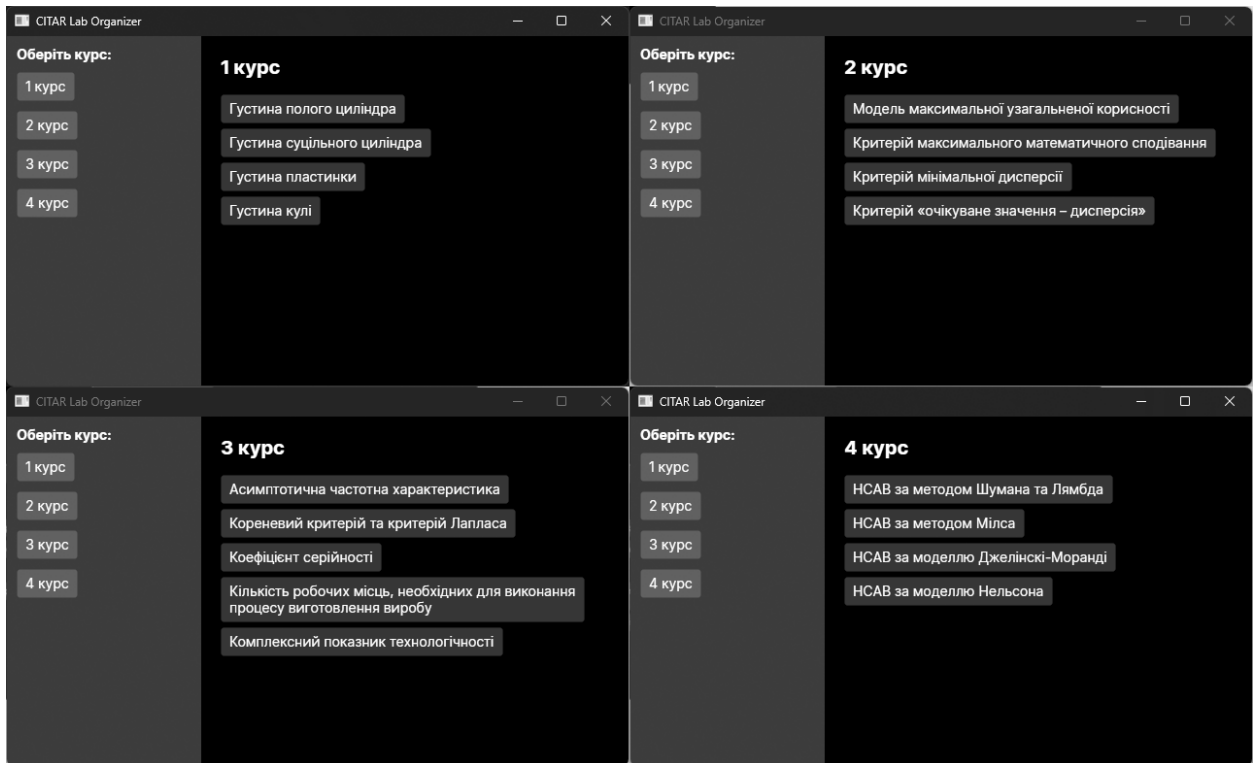 CITAR Lab Organizer
Оберіть курс:
1 курс
2 курс
3 курс
4 курс
1 курс
Густина полого циліндра
Густина суцільного циліндра
Густина пластинки
Густина кулі
CITAR Lab Organizer
Оберіть курс:
1 курс
2 курс
3 курс
4 курс
2 курс
Модель максимальної узагальненої корисності
Критерій максимального математичного сподівання
Критерій мінімальної дисперсії
Критерій «очікуване значення – дисперсія»
CITAR Lab Organizer
Оберіть курс:
1 курс
2 курс
3 курс
4 курс
3 курс
Асимптотична частотна характеристика
Кореневий критерій та критерій Лапласа
Коефіцієнт серійності
Кількість робочих місць, необхідних для виконання
процесу виготовлення виробу
Комплексний показник технологічності
CITAR Lab Organizer
Оберіть курс:
1 курс
2 курс
3 курс
4 курс
4 курс
НСАВ за методом Шумана та Лямбда
НСАВ за методом Мілса
НСАВ за моделлю Джелінскі-Моранді
НСАВ за моделлю Нельсона